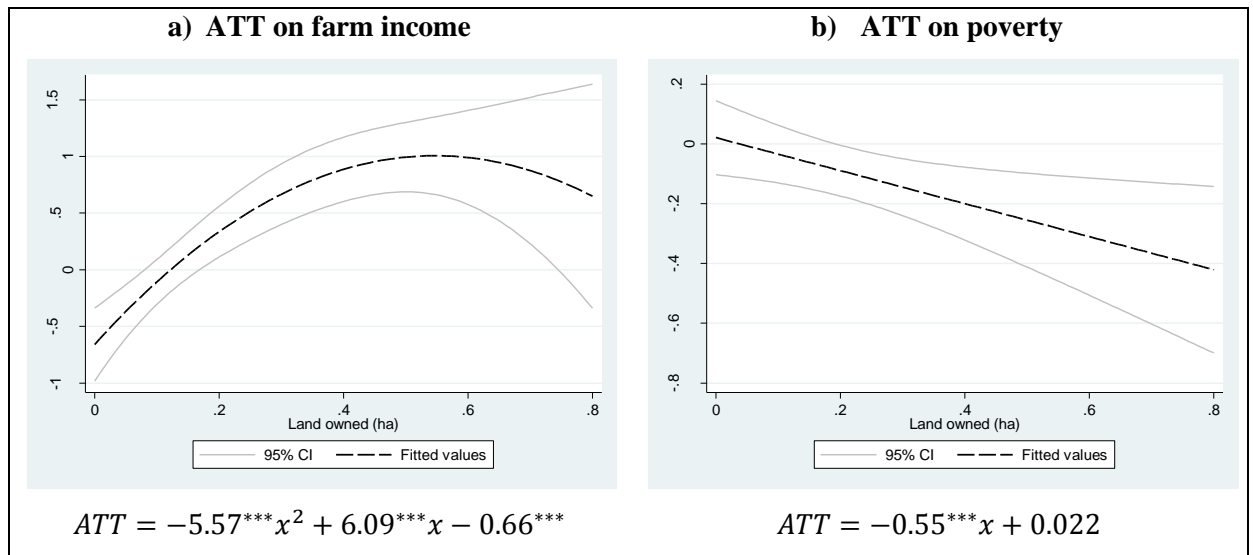 a) ATT on farm income
1.5
1
.5
0
-.5
-1
0 .2 .4 .6 .8
Land owned (ha)
95% CI Fitted values
ATT = −5.57***x² + 6.09***x − 0.66***
b) ATT on poverty
.2
0
-.2
-.4
-.6
-.8
0 .2 .4 .6 .8
Land owned (ha)
95% CI Fitted values
ATT = −0.55***x + 0.022